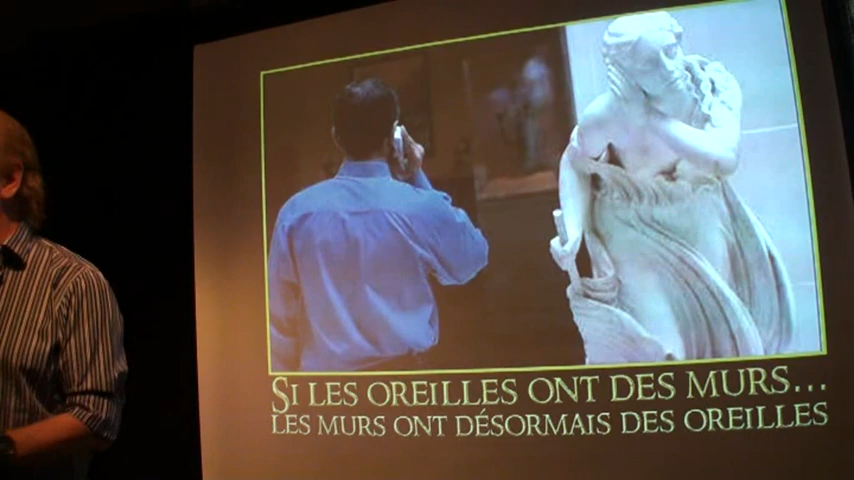 SI LES OREILLES ONT DES MURS...
LES MURS ONT DÉSORMAIS DES OREILLES